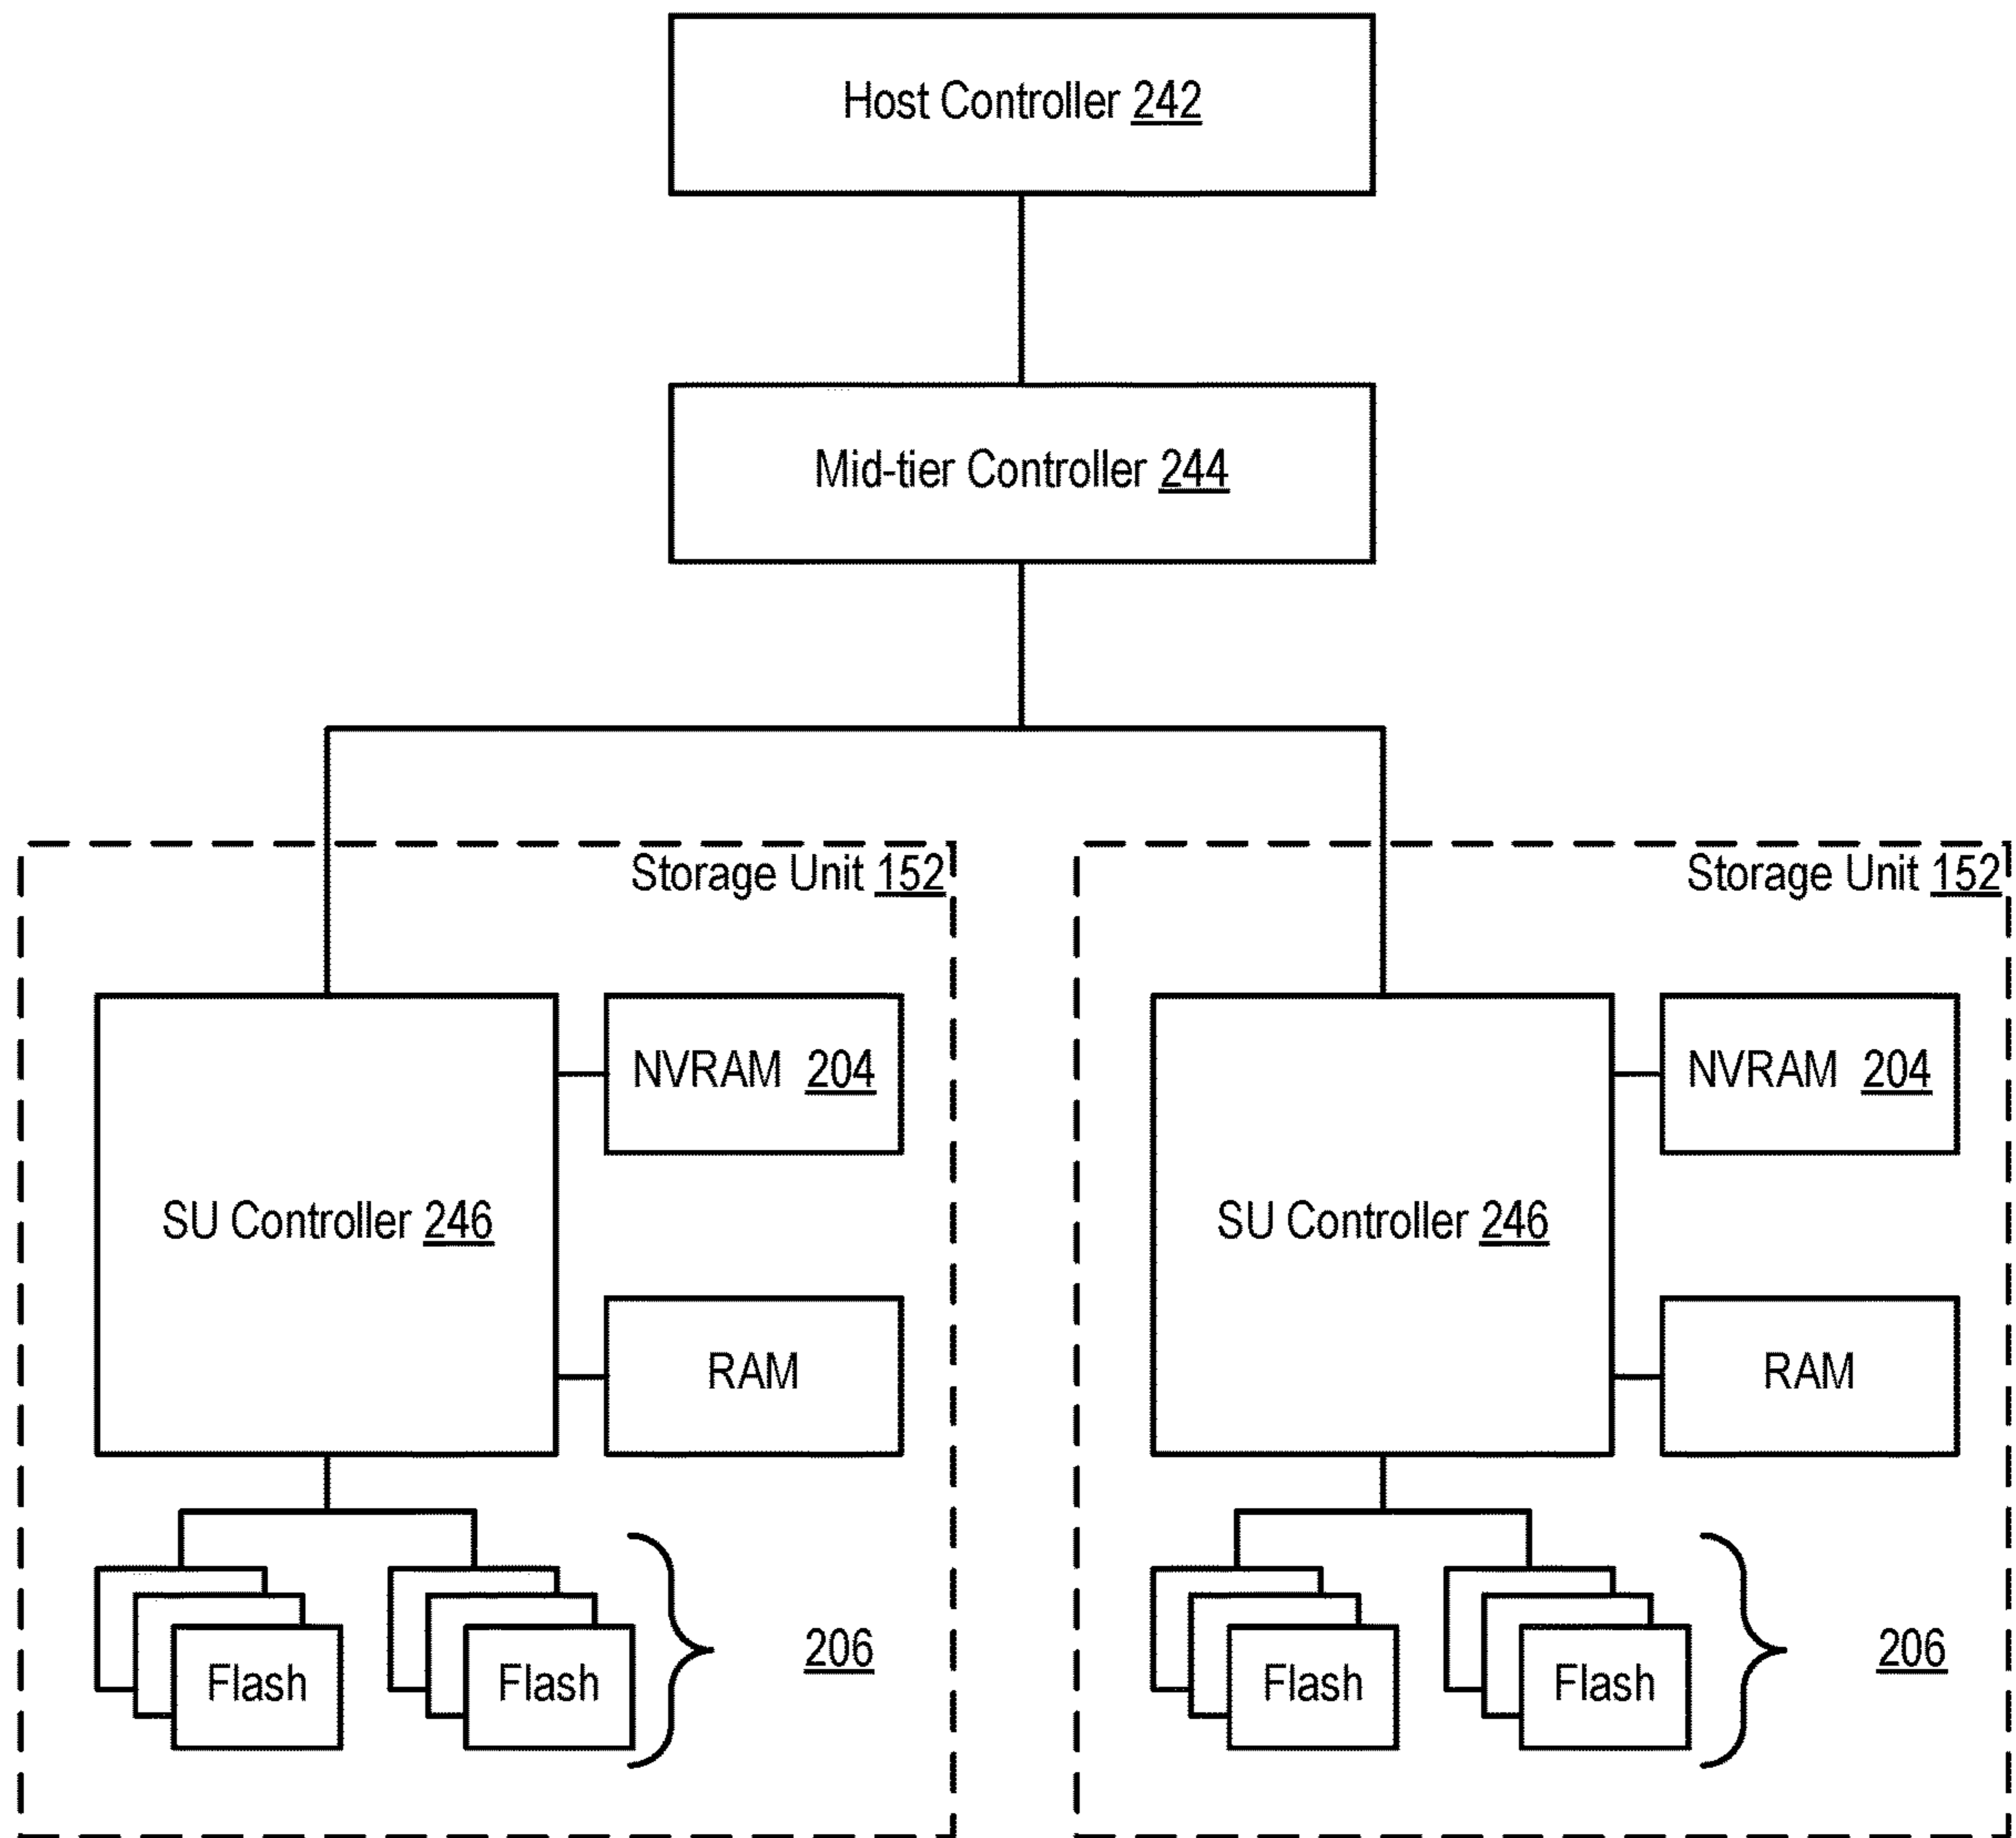 Host Controller 242
Mid-tier Controller 244
Storage Unit 152
NVRAM 204
SU Controller 246
RAM
Flash
Flash
206
Storage Unit 152
NVRAM 204
SU Controller 246
RAM
Flash
Flash
206